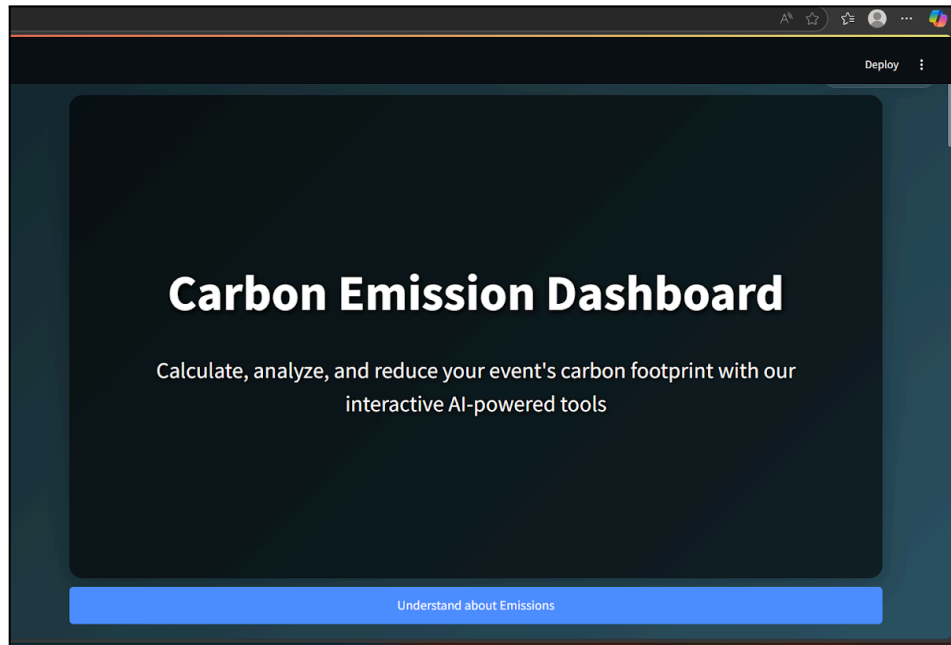 Deploy
Carbon Emission Dashboard
Calculate, analyze, and reduce your event's carbon footprint with our
interactive AI-powered tools
Understand about Emissions